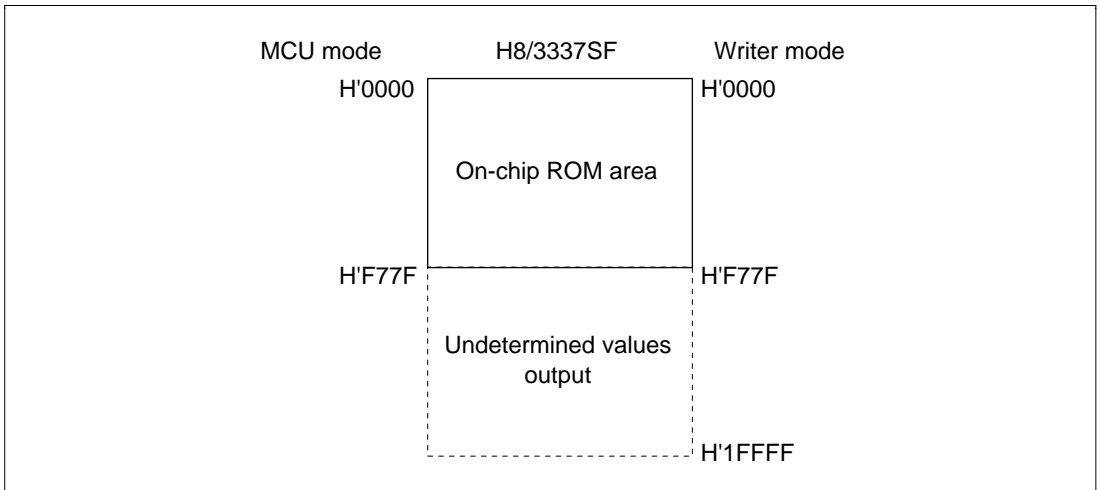 MCU mode H8/3337SF Writer mode
H'0000 H'0000
On-chip ROM area
H'F77F H'F77F
Undetermined values
output
H'1FFFF